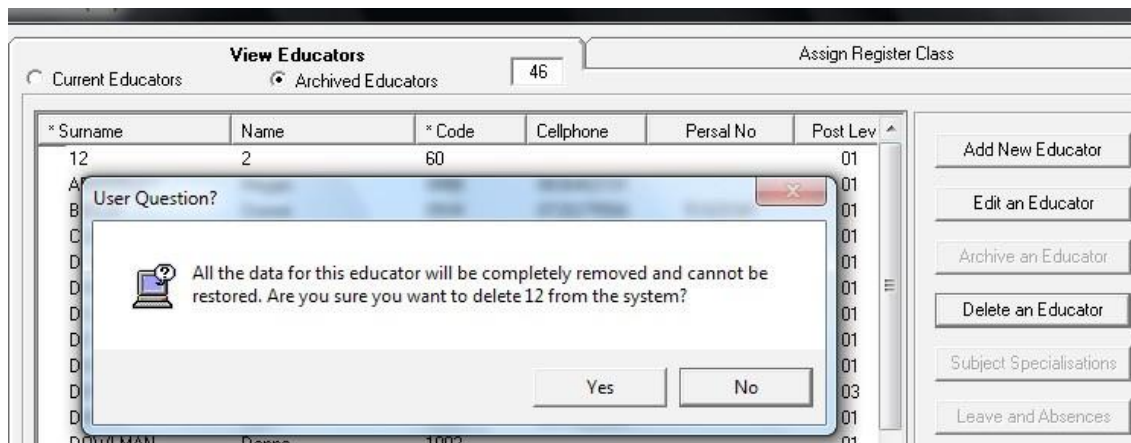 View Educators
Assign Register Class
Current Educators
Archived Educators
46
* Surname Name * Code Cellphone Persal No Post Lev
12 2 60 01
Add New Educator
User Question?
01
01
Edit an Educator
01
Archive an Educator
All the data for this educator will be completely removed and cannot be
restored. Are you sure you want to delete 12 from the system?
01
01
01
Delete an Educator
01
01
Subject Specialisations
Yes No
03
01
Leave and Absences
01